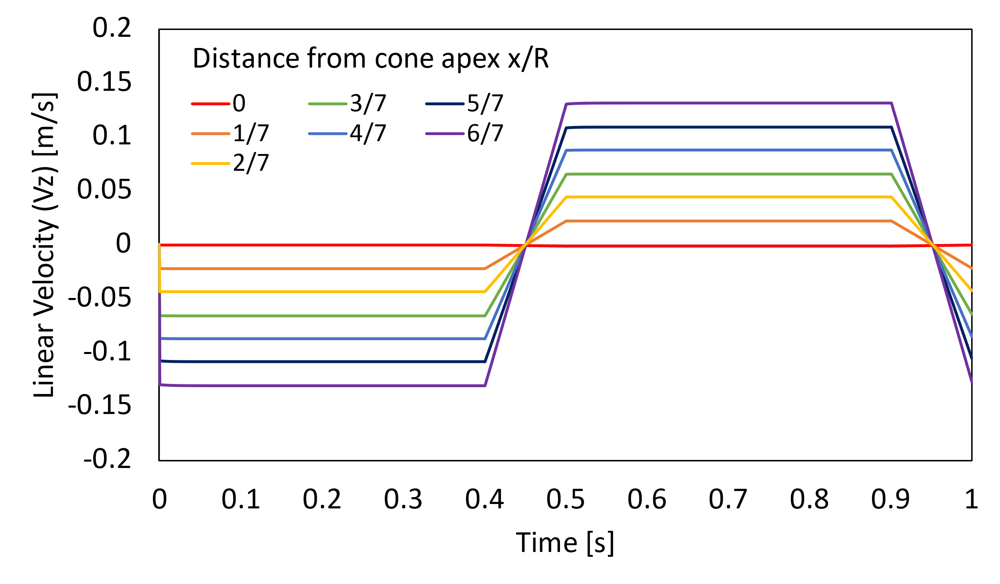 Linear Velocity (Vz) [m/s]
0.2
0.15
0.1
0.05
0
-0.05
-0.1
-0.15
-0.2
Distance from cone apex x/R
0 3/7 5/7
1/7 4/7 6/7
2/7
0 0.1 0.2 0.3 0.4 0.5 0.6 0.7 0.8 0.9 1
Time [s]